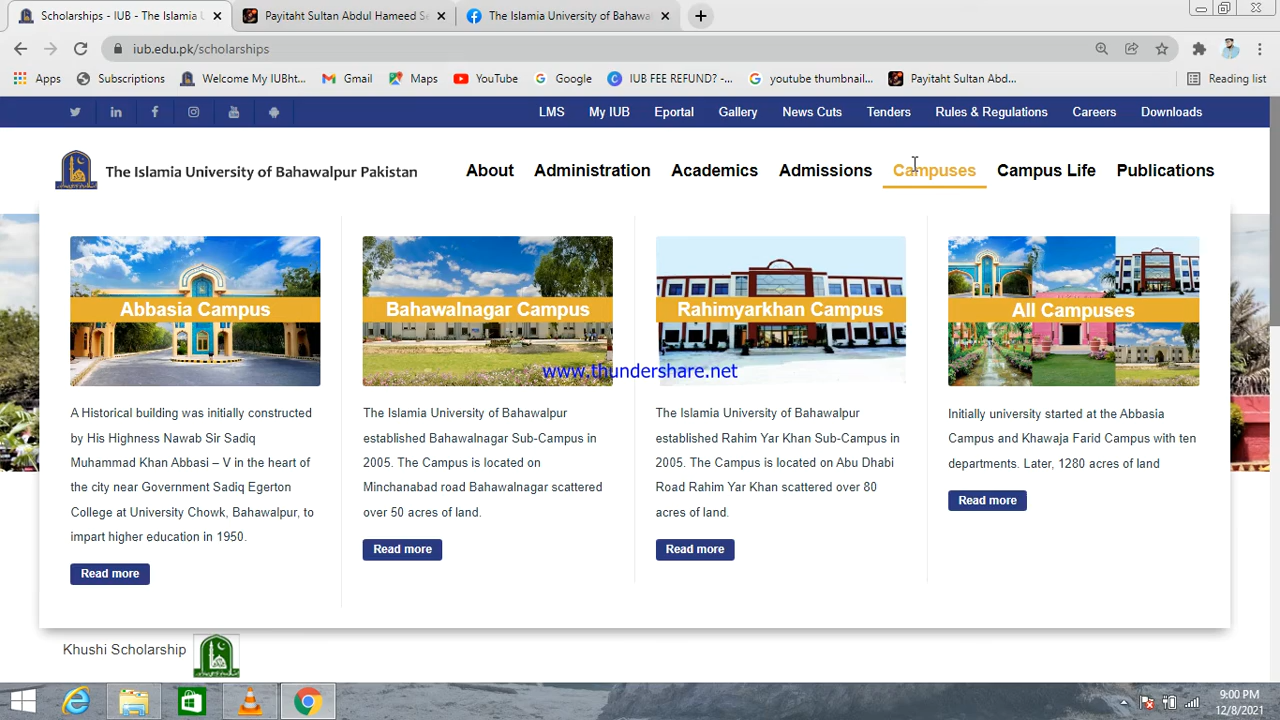 Scholarships - IUB - The Islamia U
Payitaht Sultan Abdul Hameed Se
The Islamia University of Bahawa
iub.edu.pk/scholarships
Apps
Subscriptions
Welcome My IUBht...
Gmail
Maps
YouTube
Google
IUB FEE REFUND? -...
youtube thumbnail...
Payitaht Sultan Abd...
Reading list
LMS
My IUB
Eportal
Gallery
News Cuts
Tenders
Rules & Regulations
Careers
Downloads
The Islamia University of Bahawalpur Pakistan
About
Administration
Academics
Admissions
Campuses
Campus Life
Publications
Abbasia Campus
A Historical building was initially constructed
by His Highness Nawab Sir Sadiq
Muhammad Khan Abbasi – V in the heart of
the city near Government Sadiq Egerton
College at University Chowk, Bahawalpur, to
impart higher education in 1950.
Read more
Bahawalnagar Campus
The Islamia University of Bahawalpur
established Bahawalnagar Sub-Campus in
2005. The Campus is located on
Minchanabad road Bahawalnagar scattered
over 50 acres of land.
Read more
Rahimyarkhan Campus
The Islamia University of Bahawalpur
established Rahim Yar Khan Sub-Campus in
2005. The Campus is located on Abu Dhabi
Road Rahim Yar Khan scattered over 80
acres of land.
Read more
All Campuses
Initially university started at the Abbasia
Campus and Khawaja Farid Campus with ten
departments. Later, 1280 acres of land
Read more
www.thundershare.net
Khushi Scholarship
9:00 PM
12/8/2021